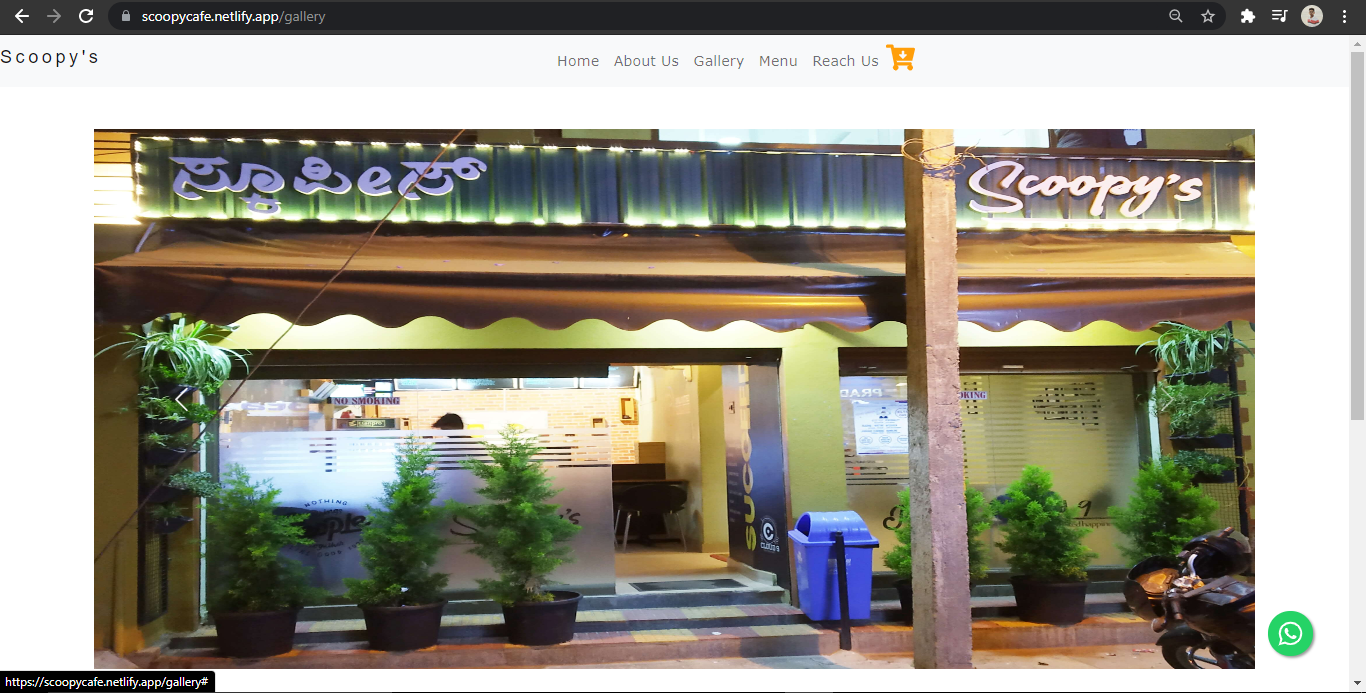 scoopycafe.netlify.app/gallery
Scoopy's
Home About Us Gallery Menu Reach Us
ಸ್ಕೂಪೀಸ್
Scoopy's
NO SMOKING
NOTHING
https://scoopycafe.netlify.app/gallery#